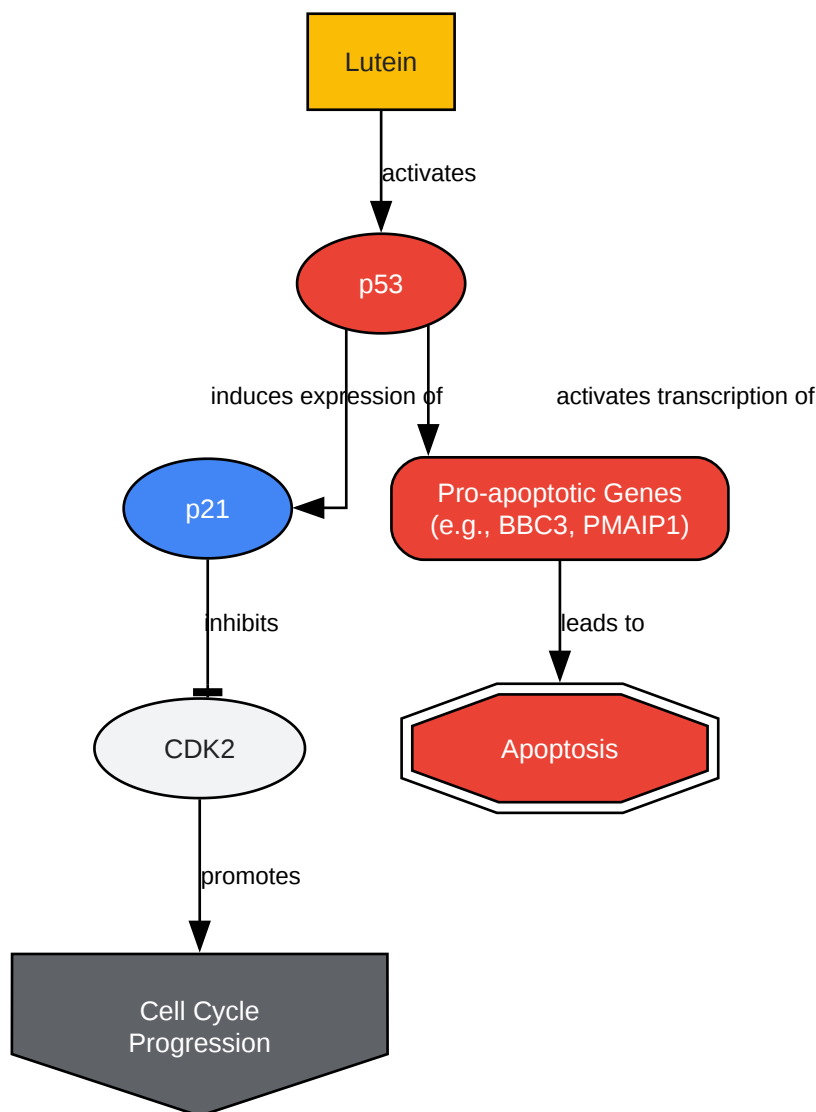 Lutein
activates
p53
induces expression of
activates transcription of
p21
Pro-apoptotic Genes
(e.g., BBC3, PMAIP1)
inhibits
leads to
CDK2
Apoptosis
promotes
Cell Cycle
Progression